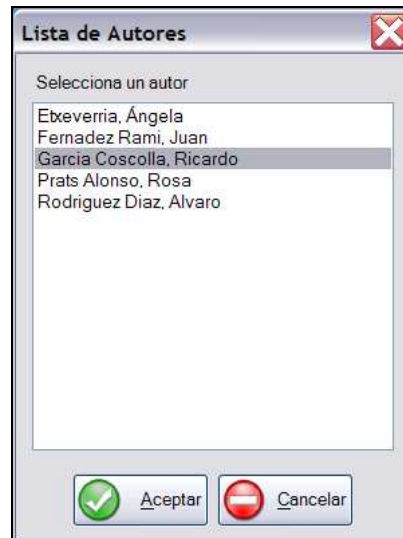 Lista de Autores
Selecciona un autor
Etxeverria, Ángela
Fernadez Rami, Juan
Garcia Coscolla, Ricardo
Prats Alonso, Rosa
Rodriguez Diaz, Alvaro
Aceptar
Cancelar